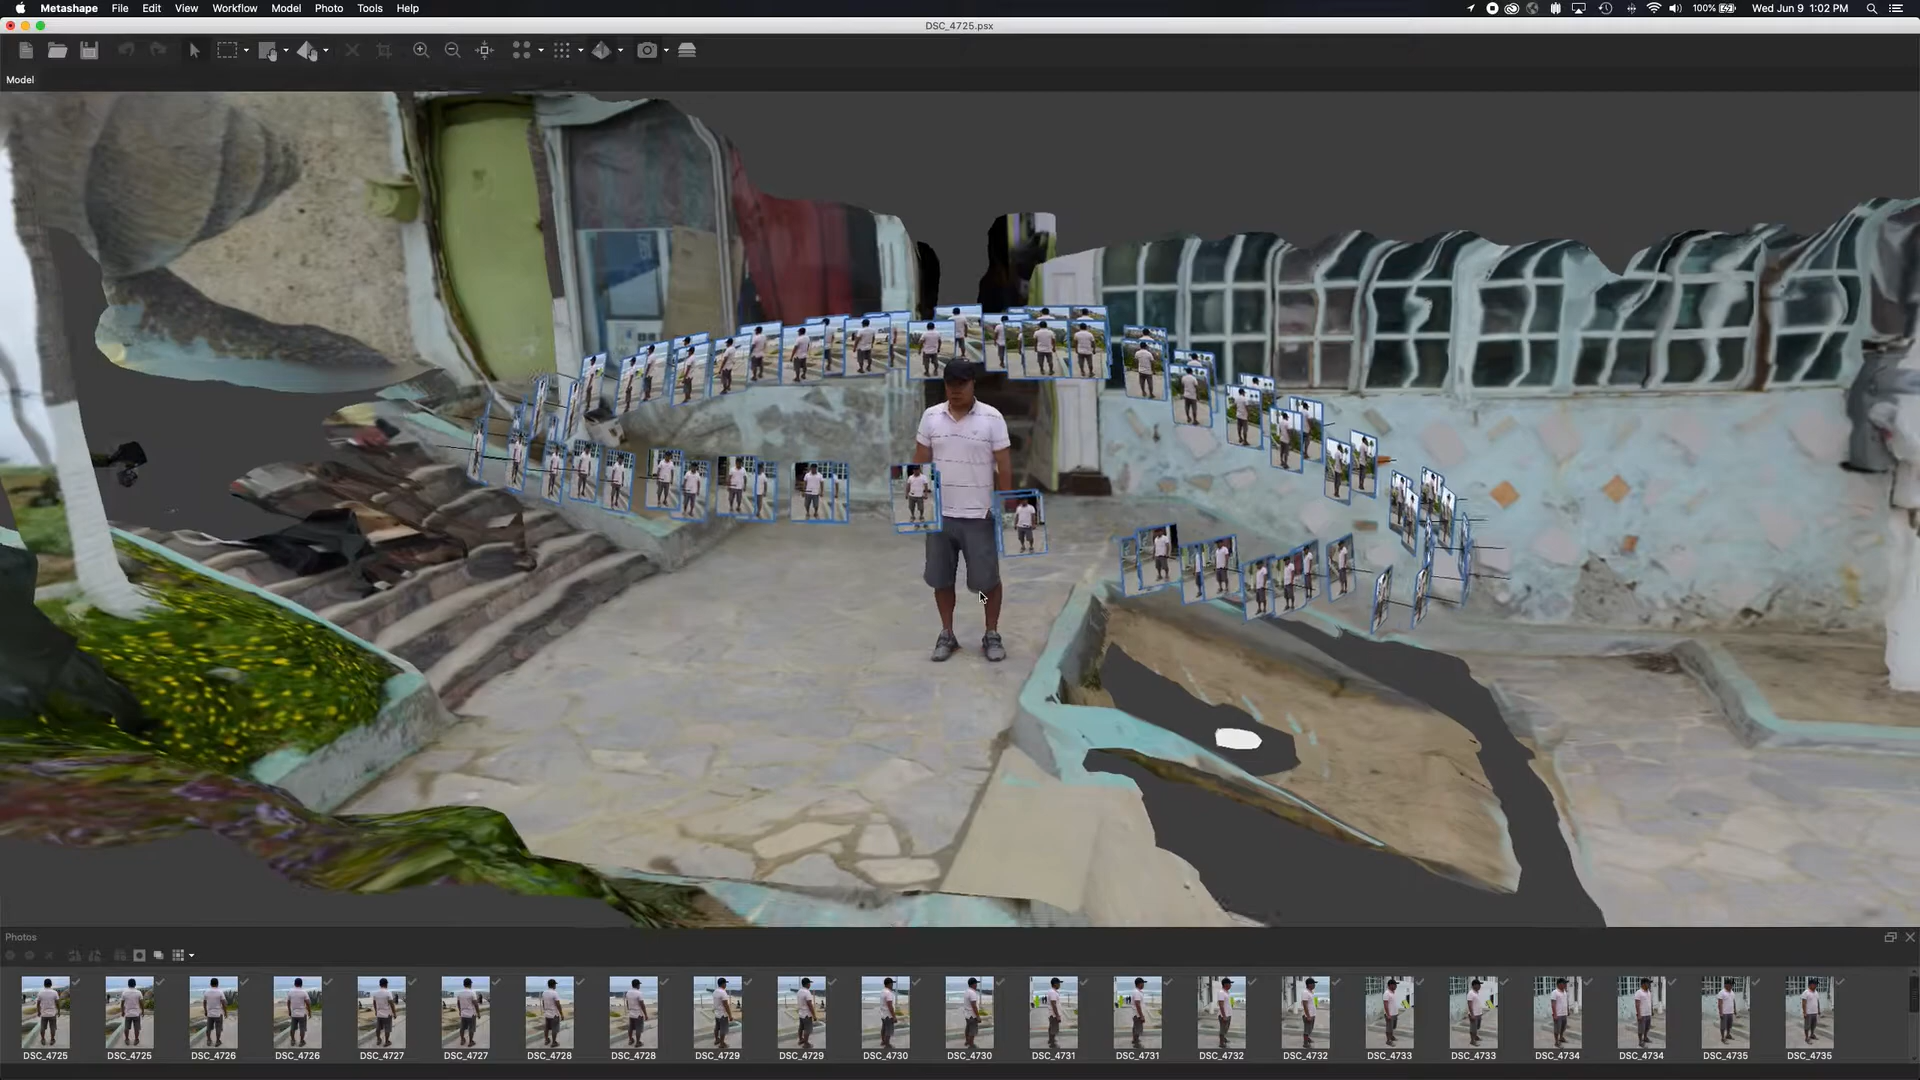 Metashape File Edit View Workflow Model Photo Tools Help 100% Wed Jun 9 1:02 PM
DSC_4725.psx
Model
Photos
DSC_4725 DSC_4725 DSC_4726 DSC_4726 DSC_4727 DSC_4727 DSC_4728 DSC_4728 DSC_4729 DSC_4729 DSC_4730 DSC_4730 DSC_4731 DSC_4731 DSC_4732 DSC_4732 DSC_4733 DSC_4733 DSC_4734 DSC_4734 DSC_4735 DSC_4735